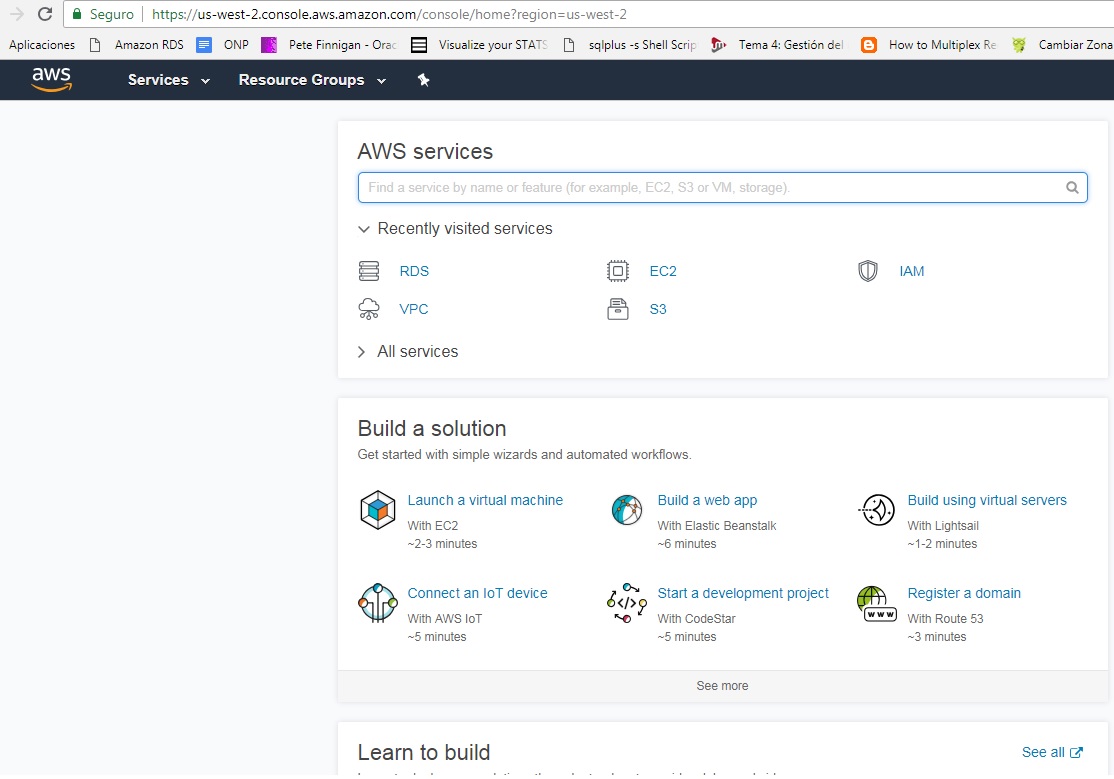 Seguro https://us-west-2.console.aws.amazon.com/console/home?region=us-west-2
Aplicaciones Amazon RDS ONP Pete Finnigan - Orac Visualize your STATS sqlplus -s Shell Scrip Tema 4: Gestión del How to Multiplex Re Cambiar Zona
aws Services Resource Groups
AWS services
Find a service by name or feature (for example, EC2, S3 or VM, storage).
Recently visited services
RDS EC2 IAM
VPC S3
All services
Build a solution
Get started with simple wizards and automated workflows.
Launch a virtual machine Build a web app Build using virtual servers
With EC2 With Elastic Beanstalk With Lightsail
~2-3 minutes ~6 minutes ~1-2 minutes
Connect an IoT device Start a development project Register a domain
With AWS IoT With CodeStar With Route 53
~5 minutes ~5 minutes ~3 minutes
See more
Learn to build See all